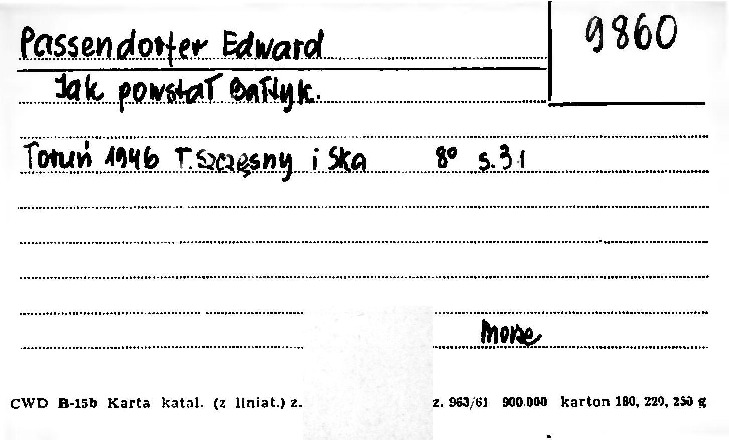 Passendorfer Edward
9860
Jak powstał Bałtyk.
Toruń 1946 T. Szczęsny i Ska 8° s. 31
Morze
CWD B-15b Karta katal. (z liniat.) z. z. 963/61 900.000 karton 180, 220, 250 g